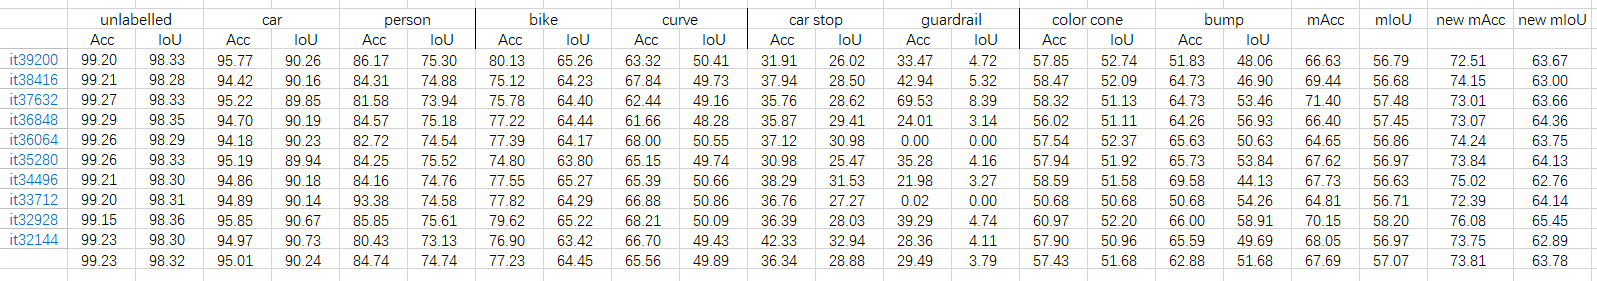 unlabelled car person bike curve car stop guardrail color cone bump mAcc mIoU new mAcc new mIoU
Acc IoU Acc IoU Acc IoU Acc IoU Acc IoU Acc IoU Acc IoU Acc IoU Acc IoU
it39200 99.20 98.33 95.77 90.26 86.17 75.30 80.13 65.26 63.32 50.41 31.91 26.02 33.47 4.72 57.85 52.74 51.83 48.06 66.63 56.79 72.51 63.67
it38416 99.21 98.28 94.42 90.16 84.31 74.88 75.12 64.23 67.84 49.73 37.94 28.50 42.94 5.32 58.47 52.09 64.73 46.90 69.44 56.68 74.15 63.00
it37632 99.27 98.33 95.22 89.85 81.58 73.94 75.78 64.40 62.44 49.16 35.76 28.62 69.53 8.39 58.32 51.13 64.73 53.46 71.40 57.48 73.01 63.66
it36848 99.29 98.35 94.70 90.19 84.57 75.18 77.22 64.44 61.66 48.28 35.87 29.41 24.01 3.14 56.02 51.11 64.26 56.93 66.40 57.45 73.07 64.36
it36064 99.26 98.29 94.18 90.23 82.72 74.54 77.39 64.17 68.00 50.55 37.12 30.98 0.00 0.00 57.54 52.37 65.63 50.63 64.65 56.86 74.24 63.75
it35280 99.26 98.33 95.19 89.94 84.25 75.52 74.80 63.80 65.15 49.74 30.98 25.47 35.28 4.16 57.94 51.92 65.73 53.84 67.62 56.97 73.84 64.13
it34496 99.21 98.30 94.86 90.18 84.16 74.76 77.55 65.27 65.39 50.66 38.29 31.53 21.98 3.27 58.59 51.58 69.58 44.13 67.73 56.63 75.02 62.76
it33712 99.20 98.31 94.89 90.14 93.38 74.58 77.82 64.29 66.88 50.86 36.76 27.27 0.02 0.00 50.68 50.68 50.68 54.26 64.81 56.71 72.39 64.14
it32928 99.15 98.36 95.85 90.67 85.85 75.61 79.62 65.22 68.21 50.09 36.39 28.03 39.29 4.74 60.97 52.20 66.00 58.91 70.15 58.20 76.08 65.45
it32144 99.23 98.30 94.97 90.73 80.43 73.13 76.90 63.42 66.70 49.43 42.33 32.94 28.36 4.11 57.90 50.96 65.59 49.69 68.05 56.97 73.75 62.89
99.23 98.32 95.01 90.24 84.74 74.74 77.23 64.45 65.56 49.89 36.34 28.88 29.49 3.79 57.43 51.68 62.88 51.68 67.69 57.07 73.81 63.78